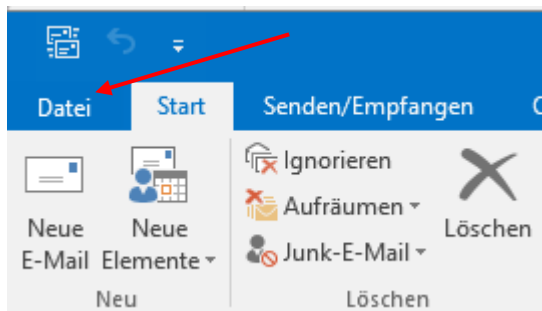 Datei Start Senden/Empfangen
Ignorieren
Aufräumen
Junk-E-Mail
Löschen
Neue
E-Mail
Neue
Elemente
Neu
Löschen